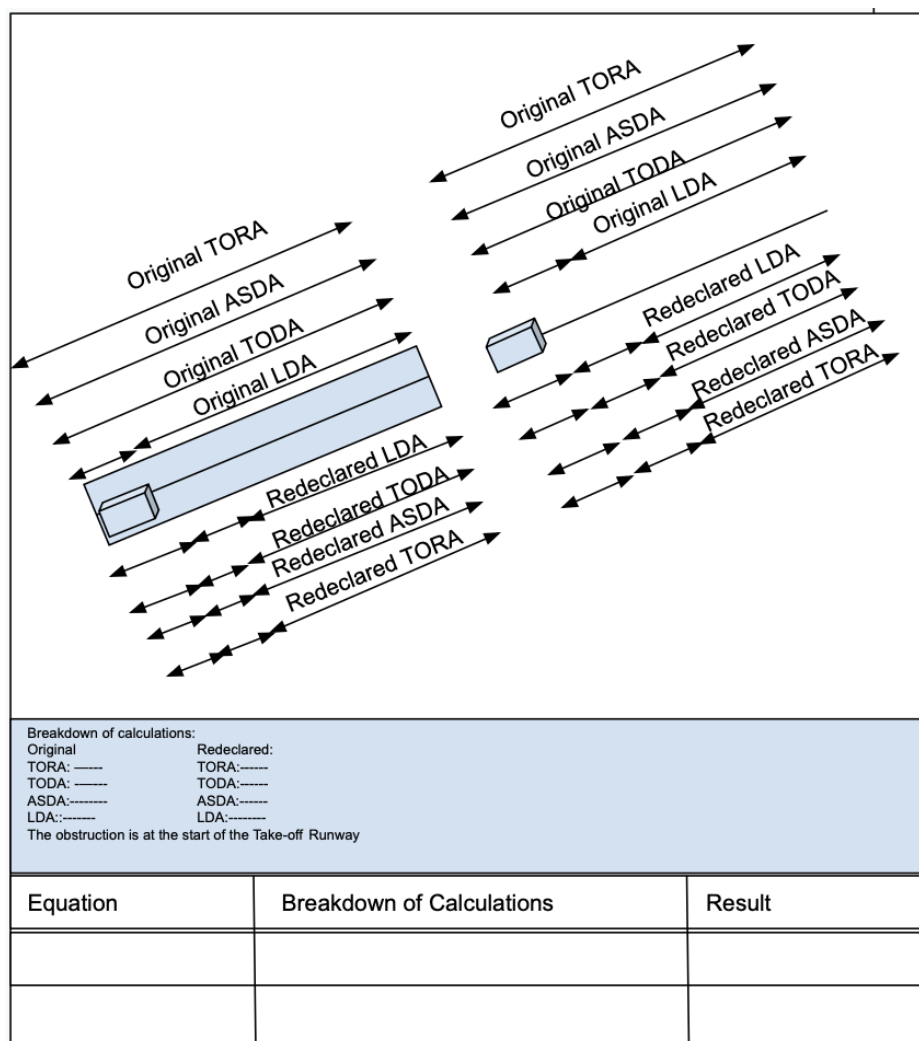 Original TORA
Original ASDA
Original TODA
Original LDA
Redeclared LDA
Redeclared TODA
Redeclared ASDA
Redeclared TORA
Original TORA
Original ASDA
Original TODA
Original LDA
Redeclared LDA
Redeclared TODA
Redeclared ASDA
Redeclared TORA
Breakdown of calculations:
Original Redeclared:
TORA: ------ TORA:------
TODA: ------- TODA:------
ASDA:-------- ASDA:------
LDA::------- LDA:--------
The obstruction is at the start of the Take-off Runway
Equation Breakdown of Calculations Result